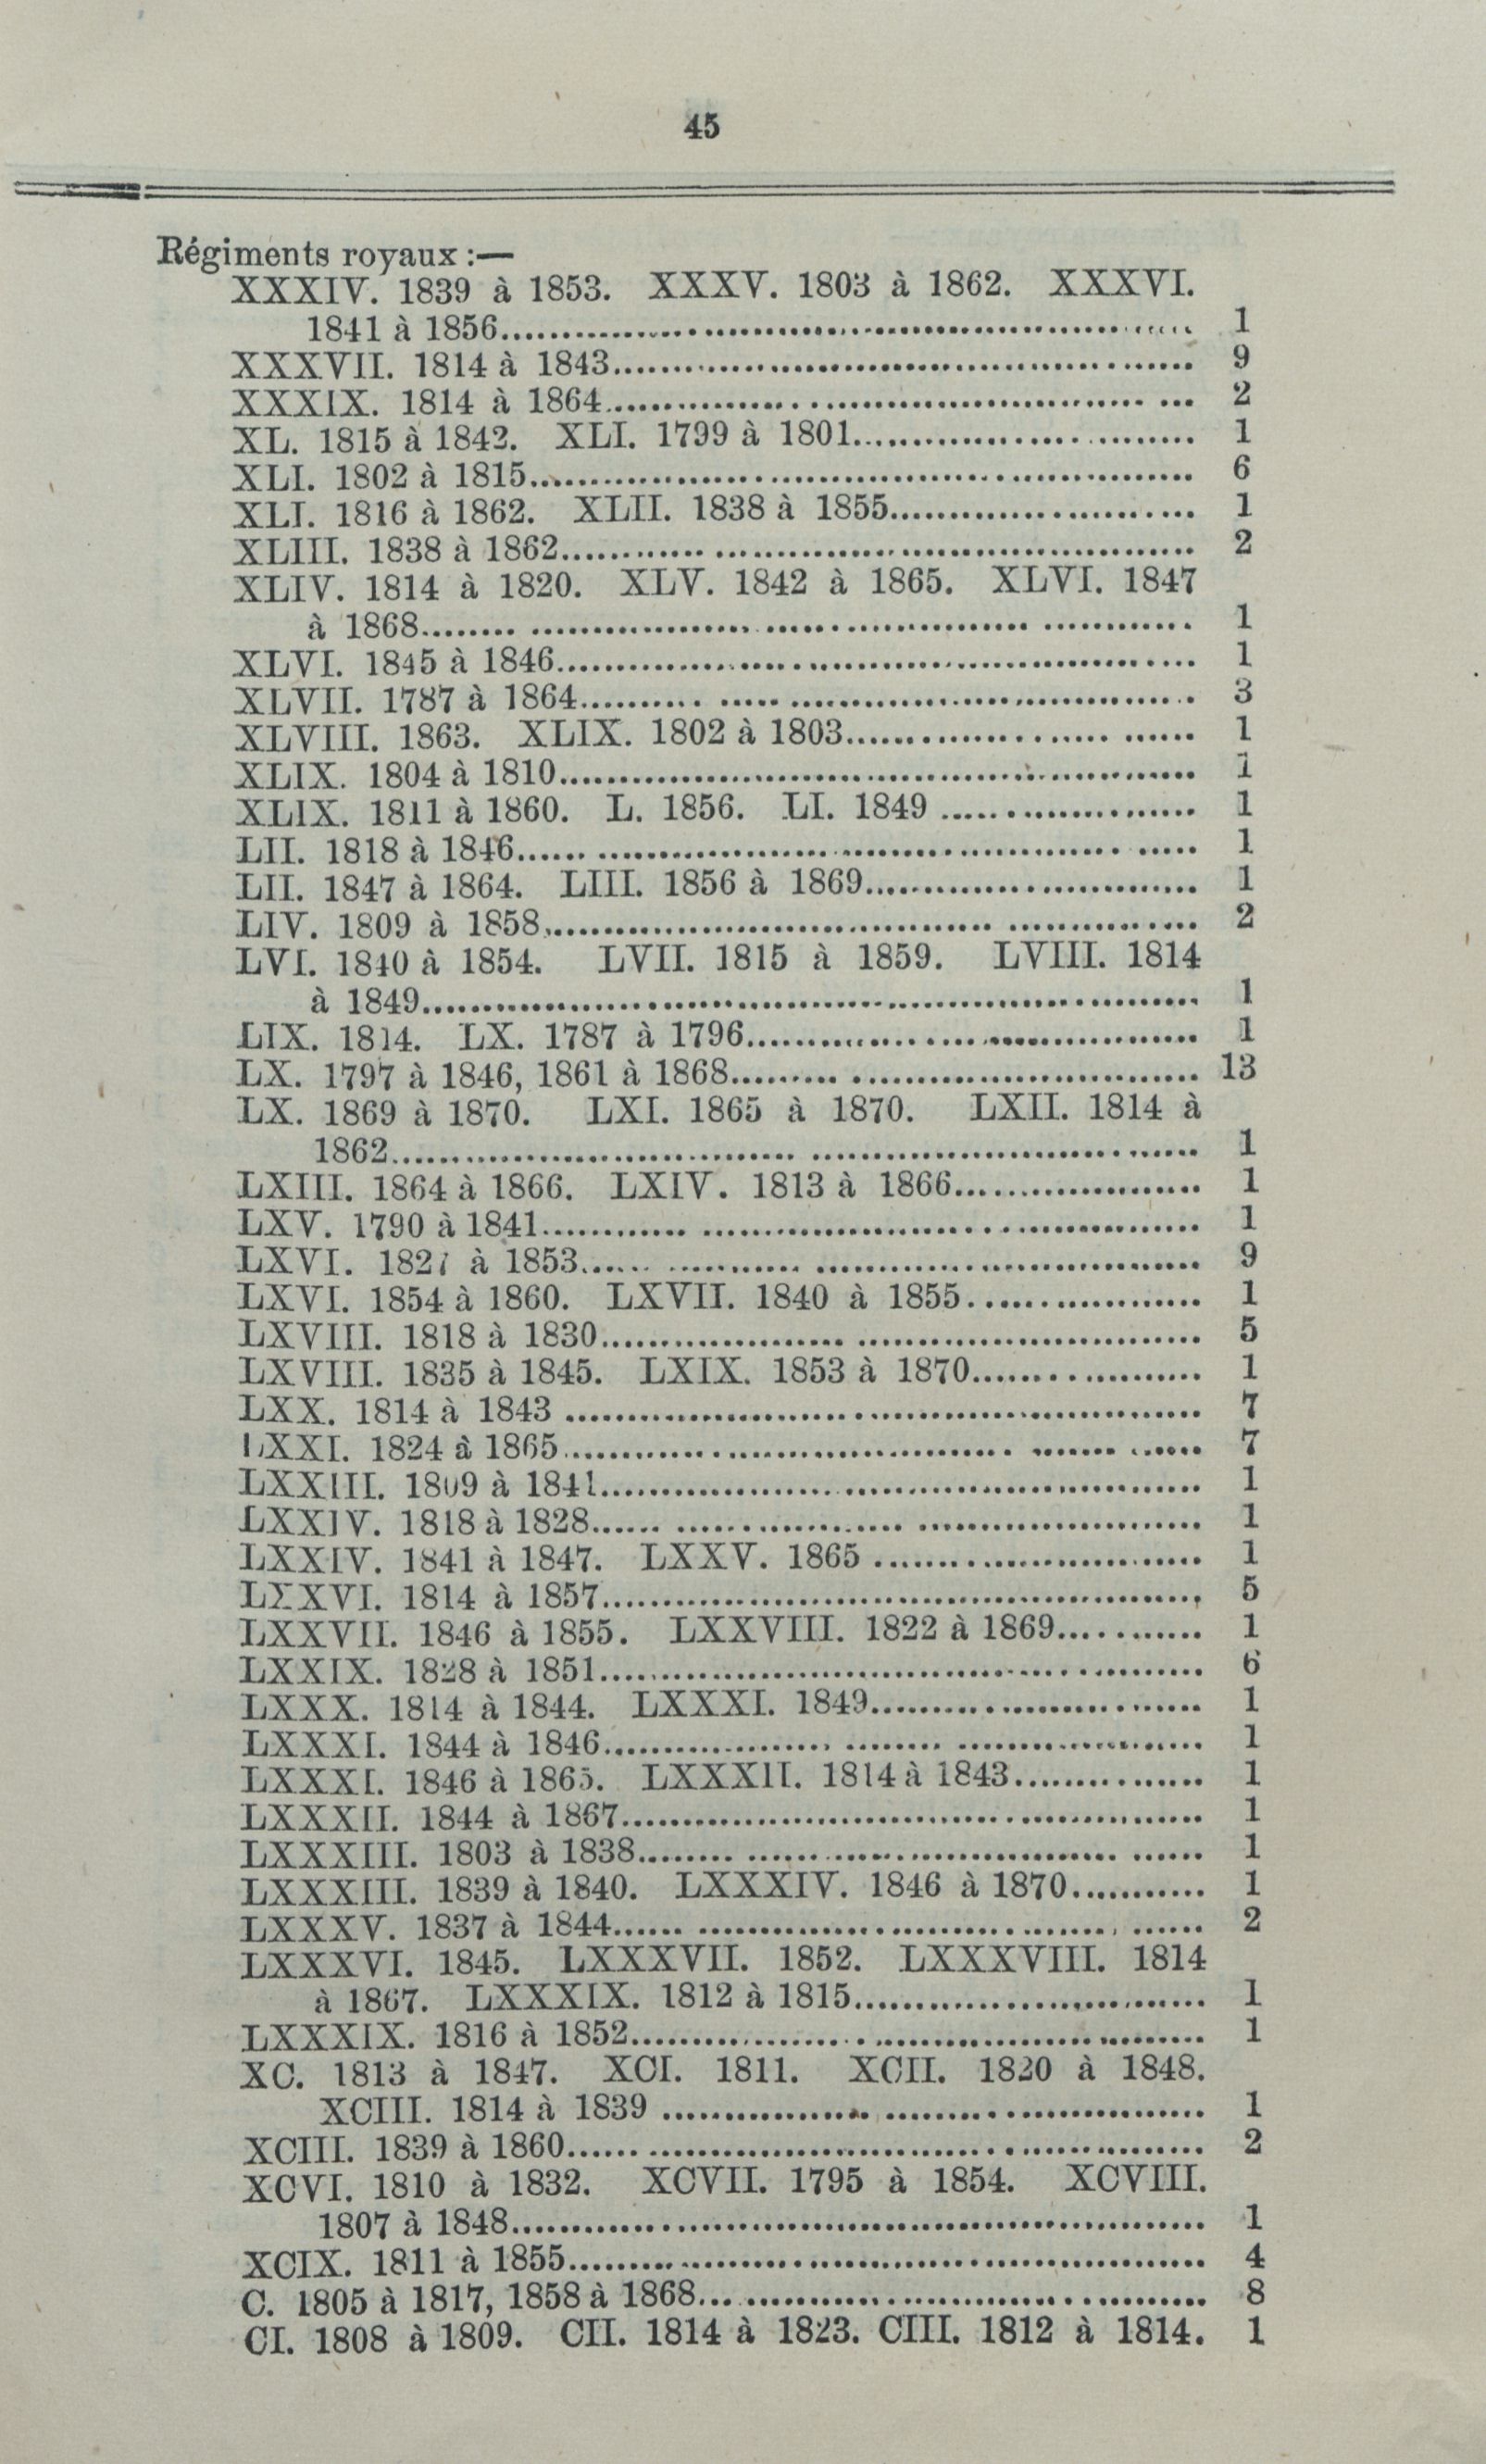 45
Régiments royaux :—
XXXIV. 1839 à 1853. XXXV. 1803 à 1862. XXXVI.
1841 à 1856........................................ 1
XXXVII. 1814 à 1843........................................ 9
XXXIX. 1814 à 1864........................................ 2
XL. 1815 à 1842. XLI. 1799 à 1801........................................ 1
XLI. 1802 à 1815........................................ 6
XLI. 1816 à 1862. XLII. 1838 à 1855........................................ 1
XLIII. 1838 à 1862........................................ 2
XLIV. 1814 à 1820. XLV. 1842 à 1865. XLVI. 1847
à 1868........................................ 1
XLVI. 1845 à 1846........................................ 1
XLVII. 1787 à 1864........................................ 3
XLVIII. 1863. XLIX. 1802 à 1803........................................ 1
XLIX. 1804 à 1810........................................ 1
XLIX. 1811 à 1860. L. 1856. LI. 1849 ........................................ 1
LII. 1818 à 1846........................................ 1
LII. 1847 à 1864. LIII. 1856 à 1869........................................ 1
LIV. 1809 à 1858........................................ 2
LVI. 1840 à 1854. LVII. 1815 à 1859. LVIII. 1814
à 1849........................................ 1
LIX. 1814. LX. 1787 à 1796........................................ 1
LX. 1797 à 1846, 1861 à 1868........................................ 13
LX. 1869 à 1870. LXI. 1865 à 1870. LXII. 1814 à
1862........................................ 1
LXIII. 1864 à 1866. LXIV. 1813 à 1866........................................ 1
LXV. 1790 à 1841........................................ 1
LXVI. 1827 à 1853........................................ 9
LXVI. 1854 à 1860. LXVII. 1840 à 1855........................................ 1
LXVIII. 1818 à 1830........................................ 5
LXVIII. 1835 à 1845. LXIX. 1853 à 1870........................................ 1
LXX. 1814 à 1843 ........................................ 7
LXXI. 1824 à 1865........................................ 7
LXXIII. 1809 à 1841........................................ 1
LXXIV. 1818 à 1828........................................ 1
LXXIV. 1841 à 1847. LXXV. 1865 ........................................ 1
LXXVI. 1814 à 1857........................................ 5
LXXVII. 1846 à 1855. LXXVIII. 1822 à 1869........................................ 1
LXXIX. 1828 à 1851........................................ 6
LXXX. 1814 à 1844. LXXXI. 1849........................................ 1
LXXXI. 1844 à 1846........................................ 1
LXXXI. 1846 à 1865. LXXXII. 1814 à 1843........................................ 1
LXXXII. 1844 à 1867........................................ 1
LXXXIII. 1803 à 1838........................................ 1
LXXXIII. 1839 à 1840. LXXXIV. 1846 à 1870........................................ 1
LXXXV. 1837 à 1844........................................ 2
LXXXVI. 1845. LXXXVII. 1852. LXXXVIII. 1814
à 1867. LXXXIX. 1812 à 1815........................................ 1
LXXXIX. 1816 à 1852........................................ 1
XC. 1813 à 1847. XCI. 1811. XCII. 1820 à 1848.
XCIII. 1814 à 1839 ........................................ 1
XCIII. 1839 à 1860........................................ 2
XCVI. 1810 à 1832. XCVII. 1795 à 1854. XCVIII.
1807 à 1848........................................ 1
XCIX. 1811 à 1855........................................ 4
C. 1805 à 1817, 1858 à 1868........................................ 8
CI. 1808 à 1809. CII. 1814 à 1823. CIII. 1812 à 1814. 1